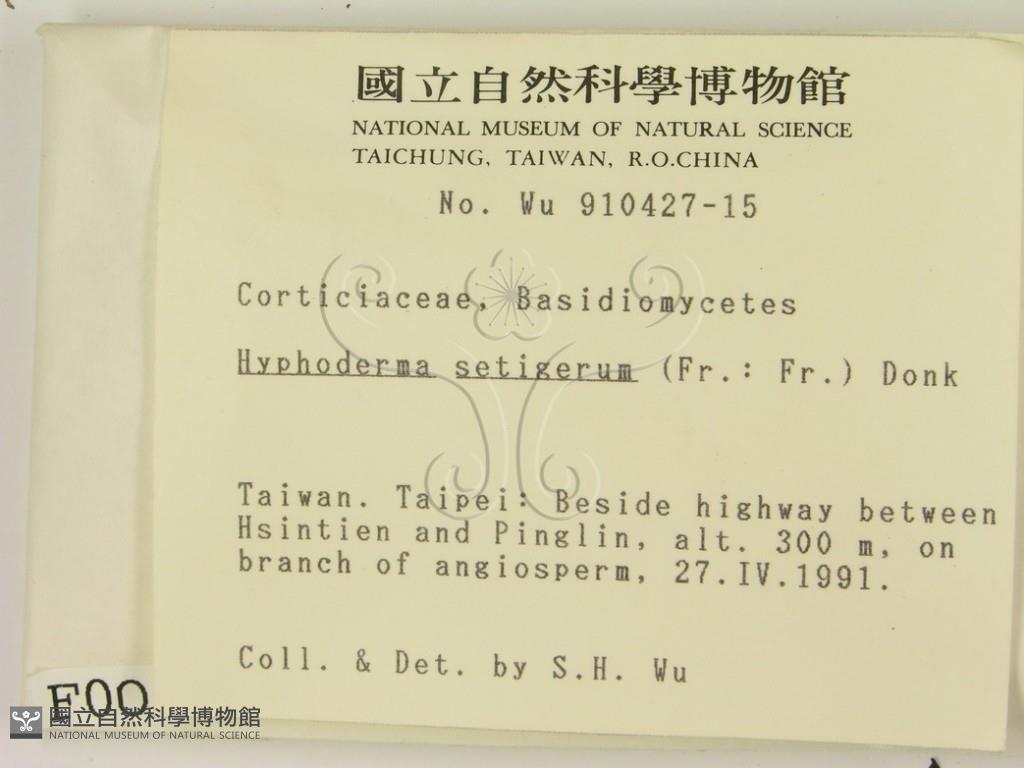 國立自然科學博物館
NATIONAL MUSEUM OF NATURAL SCIENCE
TAICHUNG, TAIWAN, R.O.CHINA
No. Wu 910427-15
Corticiaceae, Basidiomycetes
Hyphoderma setigerum (Fr.: Fr.) Donk
Taiwan. Taipei: Beside highway between
Hsintien and Pinglin, alt. 300 m, on
branch of angiosperm, 27.IV.1991.
Coll. & Det. by S.H. Wu
F00
國立自然科學博物館
NATIONAL MUSEUM OF NATURAL SCIENCE